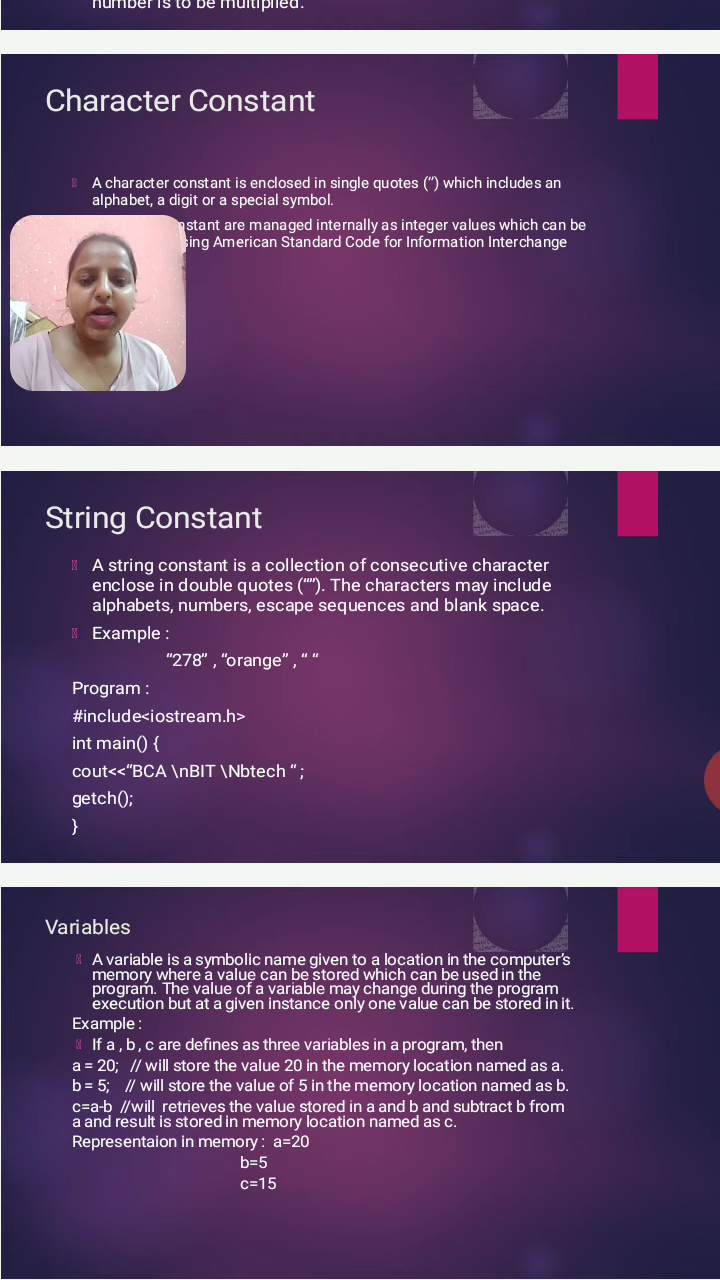 number is to be multiplied.
Character Constant
A character constant is enclosed in single quotes (‘’) which includes an
alphabet, a digit or a special symbol.
are managed internally as integer values which can be
American Standard Code for Information Interchange
String Constant
A string constant is a collection of consecutive character
enclose in double quotes (“”). The characters may include
alphabets, numbers, escape sequences and blank space.
Example :
“278” , “orange” , “ “
Program :
#include<iostream.h>
int main() {
cout<<“BCA \nBIT \Nbtech “ ;
getch();
}
Variables
A variable is a symbolic name given to a location in the computer’s
memory where a value can be stored which can be used in the
program. The value of a variable may change during the program
execution but at a given instance only one value can be stored in it.
Example :
If a , b , c are defines as three variables in a program, then
a = 20; // will store the value 20 in the memory location named as a.
b = 5; // will store the value of 5 in the memory location named as b.
c=a-b //will retrieves the value stored in a and b and subtract b from
a and result is stored in memory location named as c.
Representaion in memory : a=20
b=5
c=15